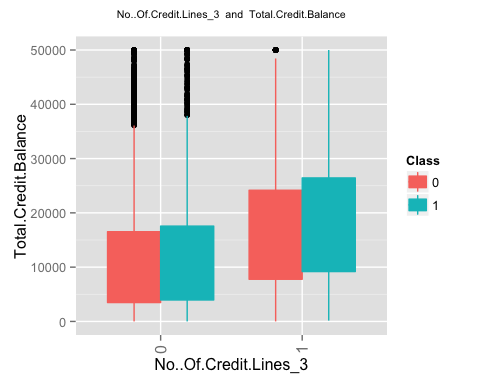 No..Of.Credit.Lines_3 and Total.Credit.Balance
50000
40000
30000
20000
10000
0
Total.Credit.Balance
0
1
No..Of.Credit.Lines_3
Class
0
1